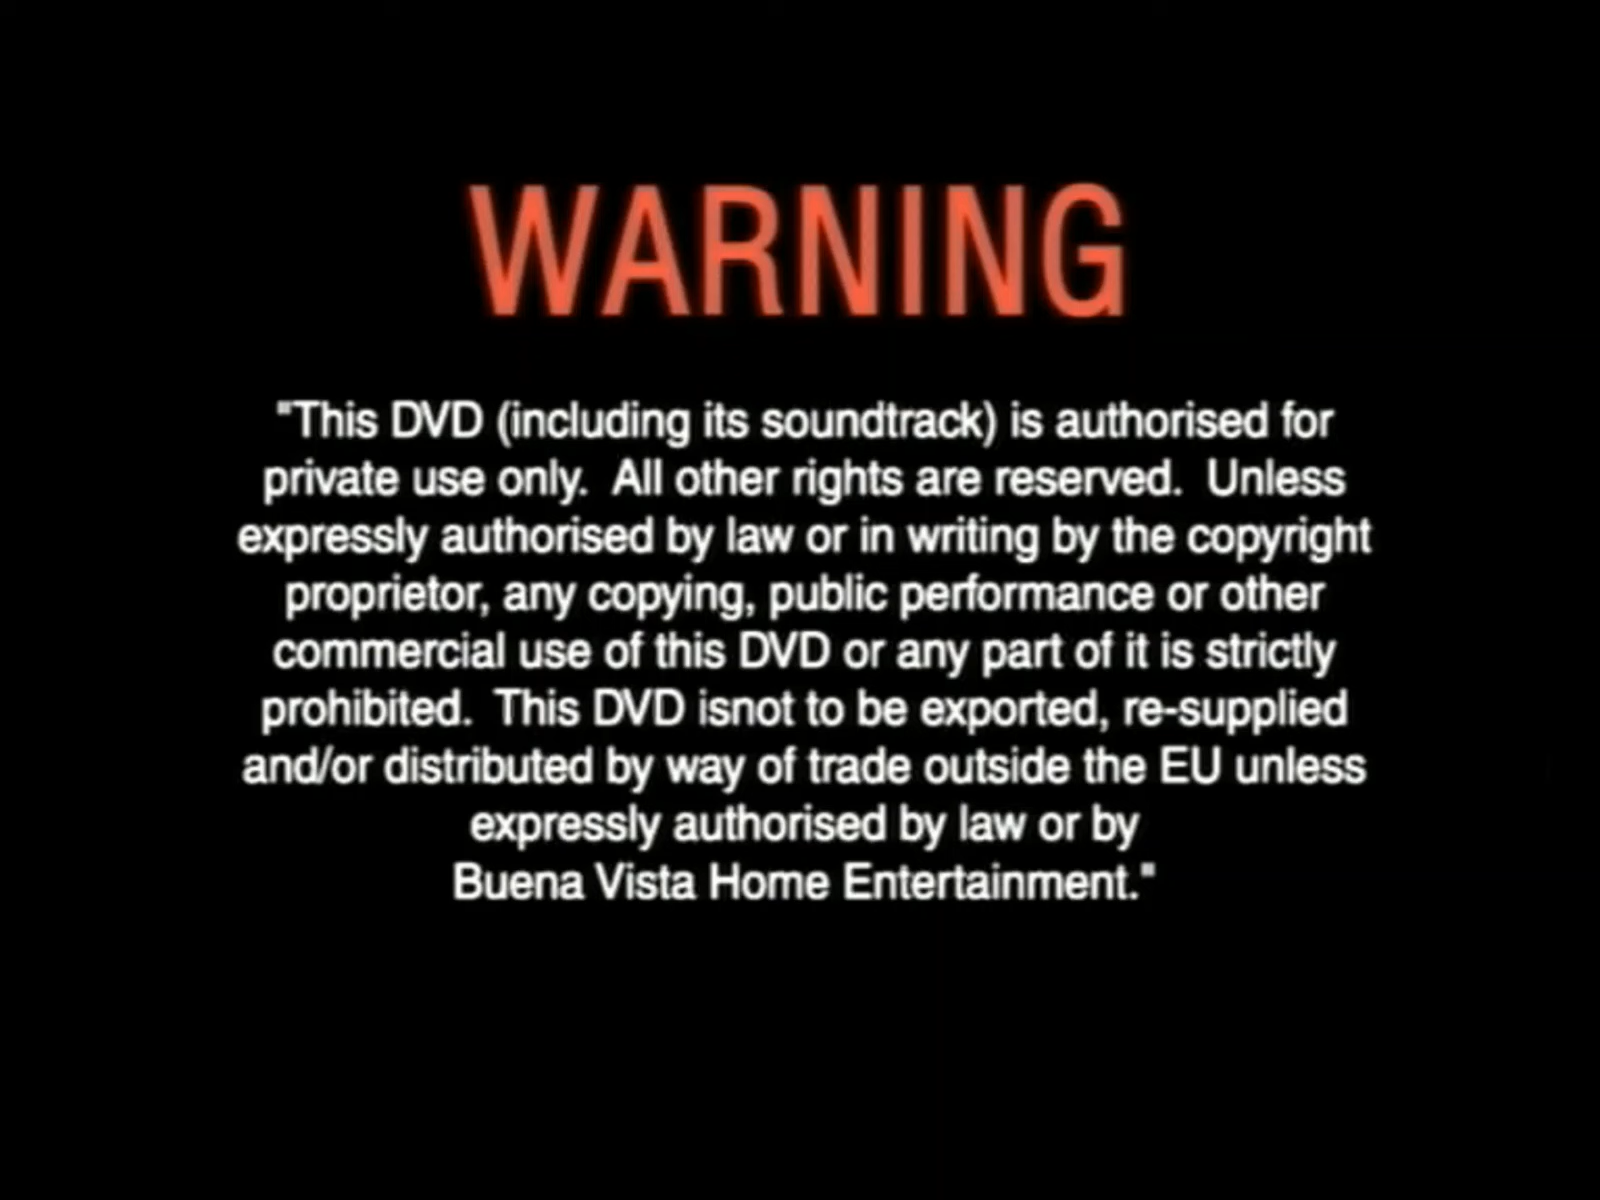 WARNING
"This DVD (including its soundtrack) is authorised for
private use only.  All other rights are reserved.  Unless
expressly authorised by law or in writing by the copyright
proprietor, any copying, public performance or other
commercial use of this DVD or any part of it is strictly
prohibited.  This DVD isnot to be exported, re-supplied
and/or distributed by way of trade outside the EU unless
expressly authorised by law or by
Buena Vista Home Entertainment."